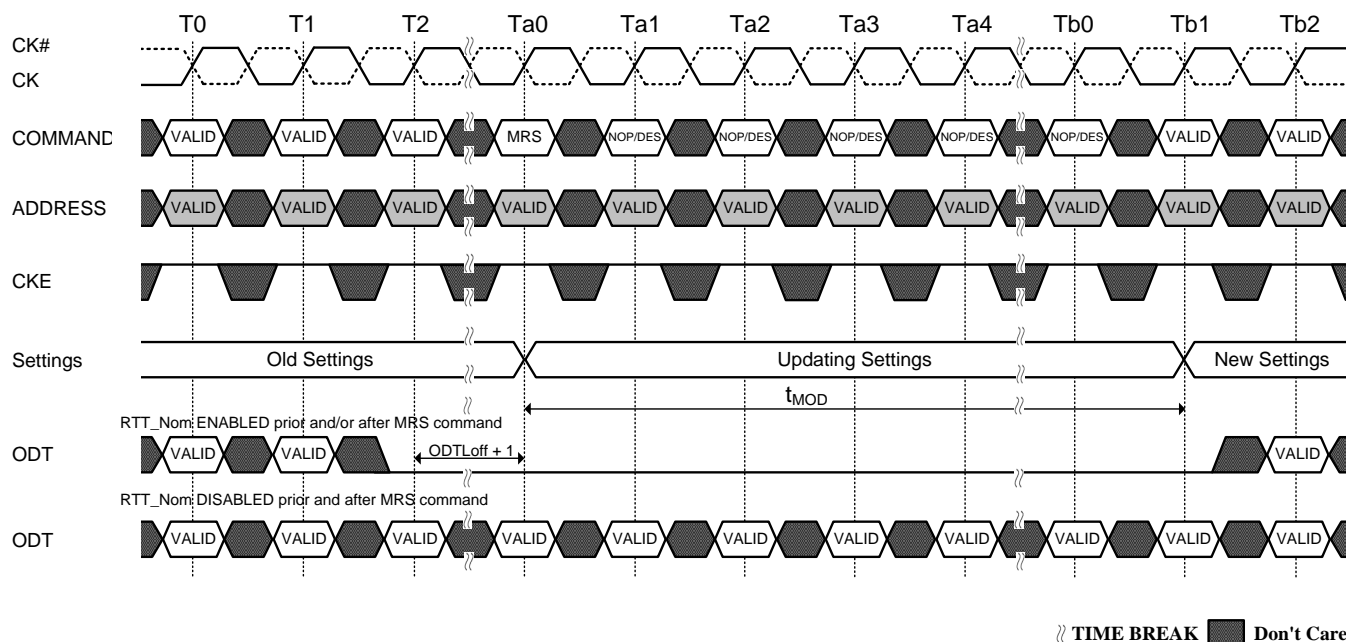 T0 T1 T2 Ta0 Ta1 Ta2 Ta3 Ta4 Tb0 Tb1 Tb2
CK#
CK
COMMAND VALID VALID VALID MRS NOP/DES NOP/DES NOP/DES NOP/DES NOP/DES VALID VALID
ADDRESS VALID VALID VALID VALID VALID VALID VALID VALID VALID VALID VALID
CKE
Settings Old Settings Updating Settings New Settings
tMOD
RTT_Nom ENABLED prior and/or after MRS command
ODT VALID VALID ODTLoff + 1 VALID
RTT_Nom DISABLED prior and after MRS command
ODT VALID VALID VALID VALID VALID VALID VALID VALID VALID VALID VALID
TIME BREAK Don't Care